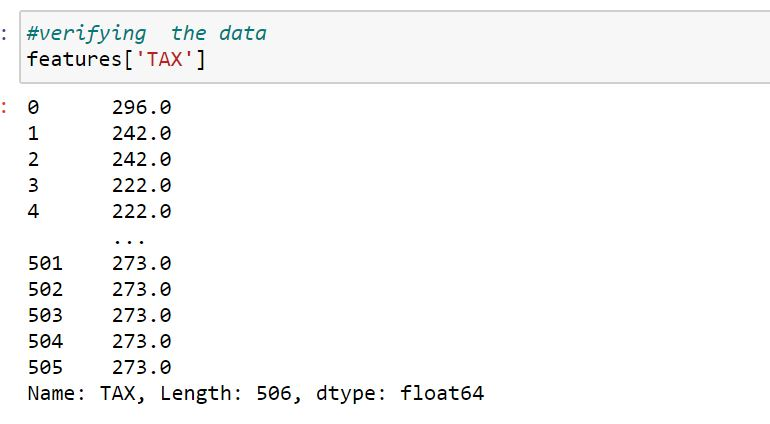 : #verifying  the data
features['TAX']
: 0      296.0
1      242.0
2      242.0
3      222.0
4      222.0
       ...
501    273.0
502    273.0
503    273.0
504    273.0
505    273.0
Name: TAX, Length: 506, dtype: float64